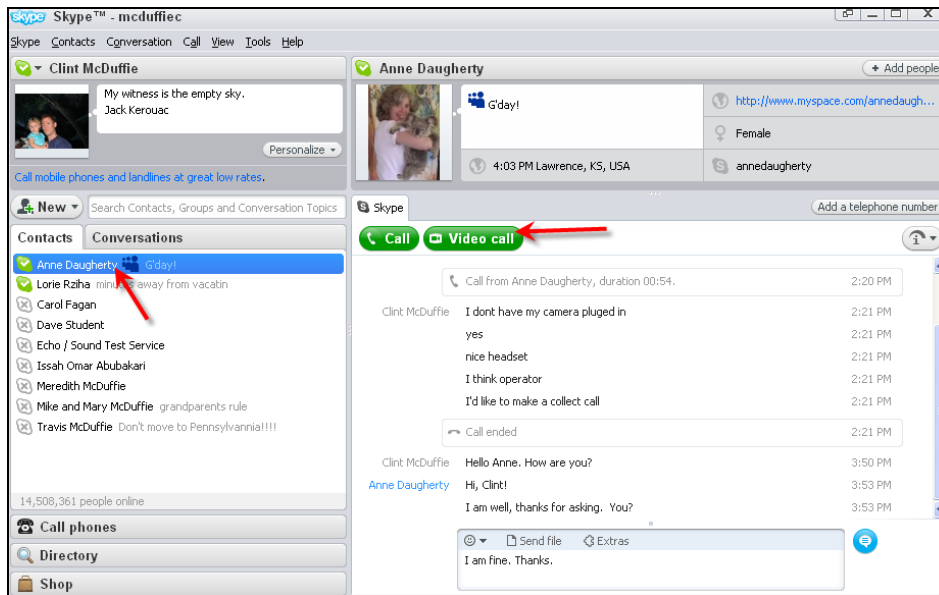 skype Skype™ - mcduffiec
Skype Contacts Conversation Call View Tools Help
Clint McDuffie
My witness is the empty sky.
Jack Kerouac
Personalize
Call mobile phones and landlines at great low rates.
New
Search Contacts, Groups and Conversation Topics
Contacts Conversations
Anne Daugherty G'day!
Lorie Rziha minutes away from vacatin
Carol Fagan
Dave Student
Echo / Sound Test Service
Issah Omar Abubakari
Meredith McDuffie
Mike and Mary McDuffie grandparents rule
Travis McDuffie Don't move to Pennsylvannia!!!!
14,508,361 people online
Call phones
Directory
Shop
Anne Daugherty
+ Add people
G'day!
http://www.myspace.com/annedaugh...
Female
4:03 PM Lawrence, KS, USA
annedaugherty
Skype
Add a telephone number
Call Video call
Call from Anne Daugherty, duration 00:54. 2:20 PM
Clint McDuffie I dont have my camera pluged in 2:21 PM
yes 2:21 PM
nice headset 2:21 PM
I think operator 2:21 PM
I'd like to make a collect call 2:21 PM
Call ended 2:21 PM
Clint McDuffie Hello Anne. How are you? 3:50 PM
Anne Daugherty Hi, Clint! 3:53 PM
I am well, thanks for asking. You? 3:53 PM
Send file Extras
I am fine. Thanks.